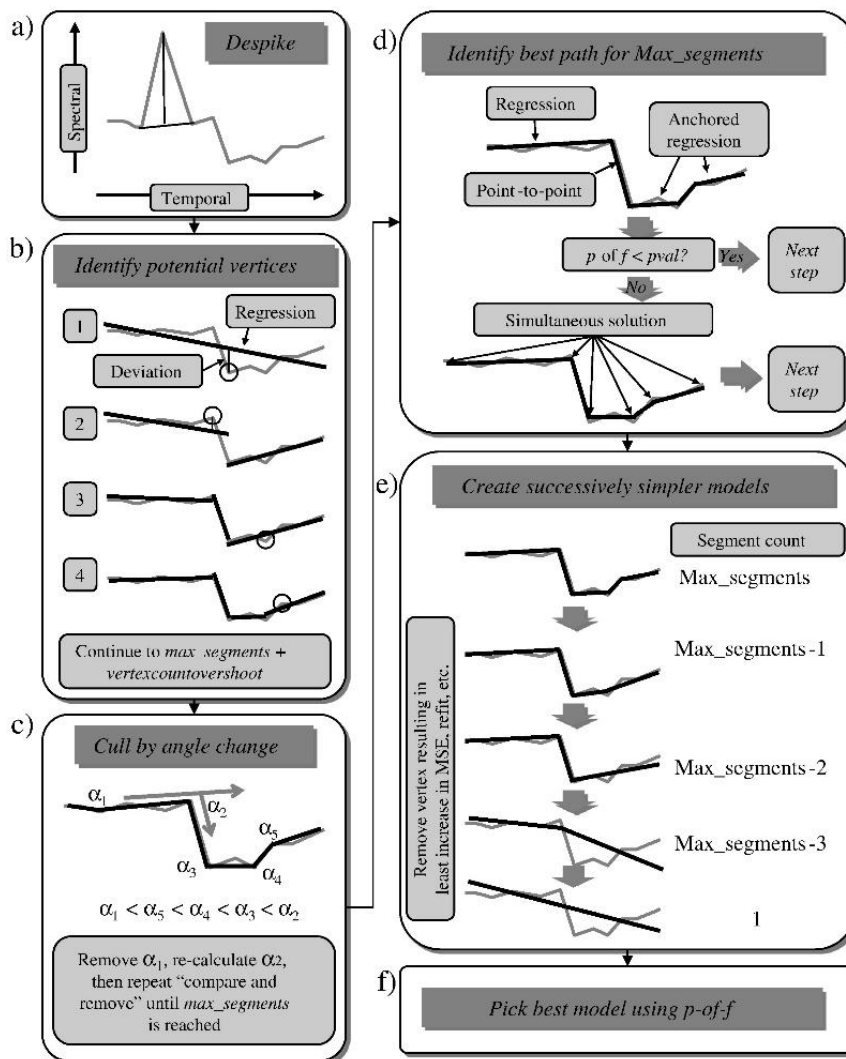 a)
Despike
Spectral
Temporal
b)
Identify potential vertices
1
Regression
Deviation
2
3
4
Continue to max_segments +
vertexcountovershoot
c)
Cull by angle change
α1
α2
α5
α3
α4
α1 < α5 < α4 < α3 < α2
Remove α1, re-calculate α2,
then repeat “compare and
remove” until max_segments
is reached
d)
Identify best path for Max_segments
Regression
Anchored
regression
Point-to-point
p of f < pval?
Yes
Next
step
No
Simultaneous solution
Next
step
e)
Create successively simpler models
Segment count
Max_segments
Max_segments-1
Max_segments-2
Max_segments-3
1
Remove vertex resulting in
least increase in MSE, refit, etc.
f)
Pick best model using p-of-f